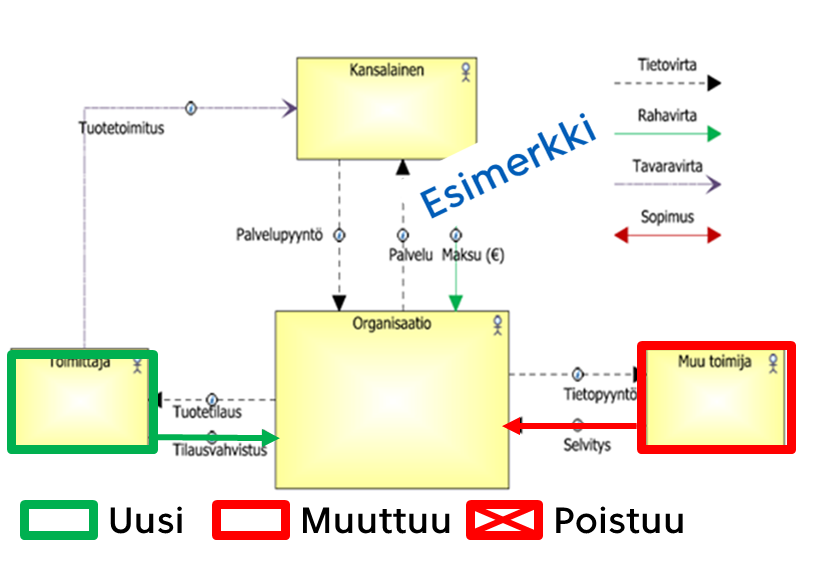 Kansalainen
Tietovirta
Rahavirta
Tuotetoimitus
Esimerkki
Tavaravirta
Sopimus
Palvelupyyntö
Palvelu
Maksu (€)
Organisaatio
Toimittaja
Muu toimija
Tietopyyntö
Tuotetilaus
Tilausvahvistus
Selvitys
Uusi
Muuttuu
Poistuu